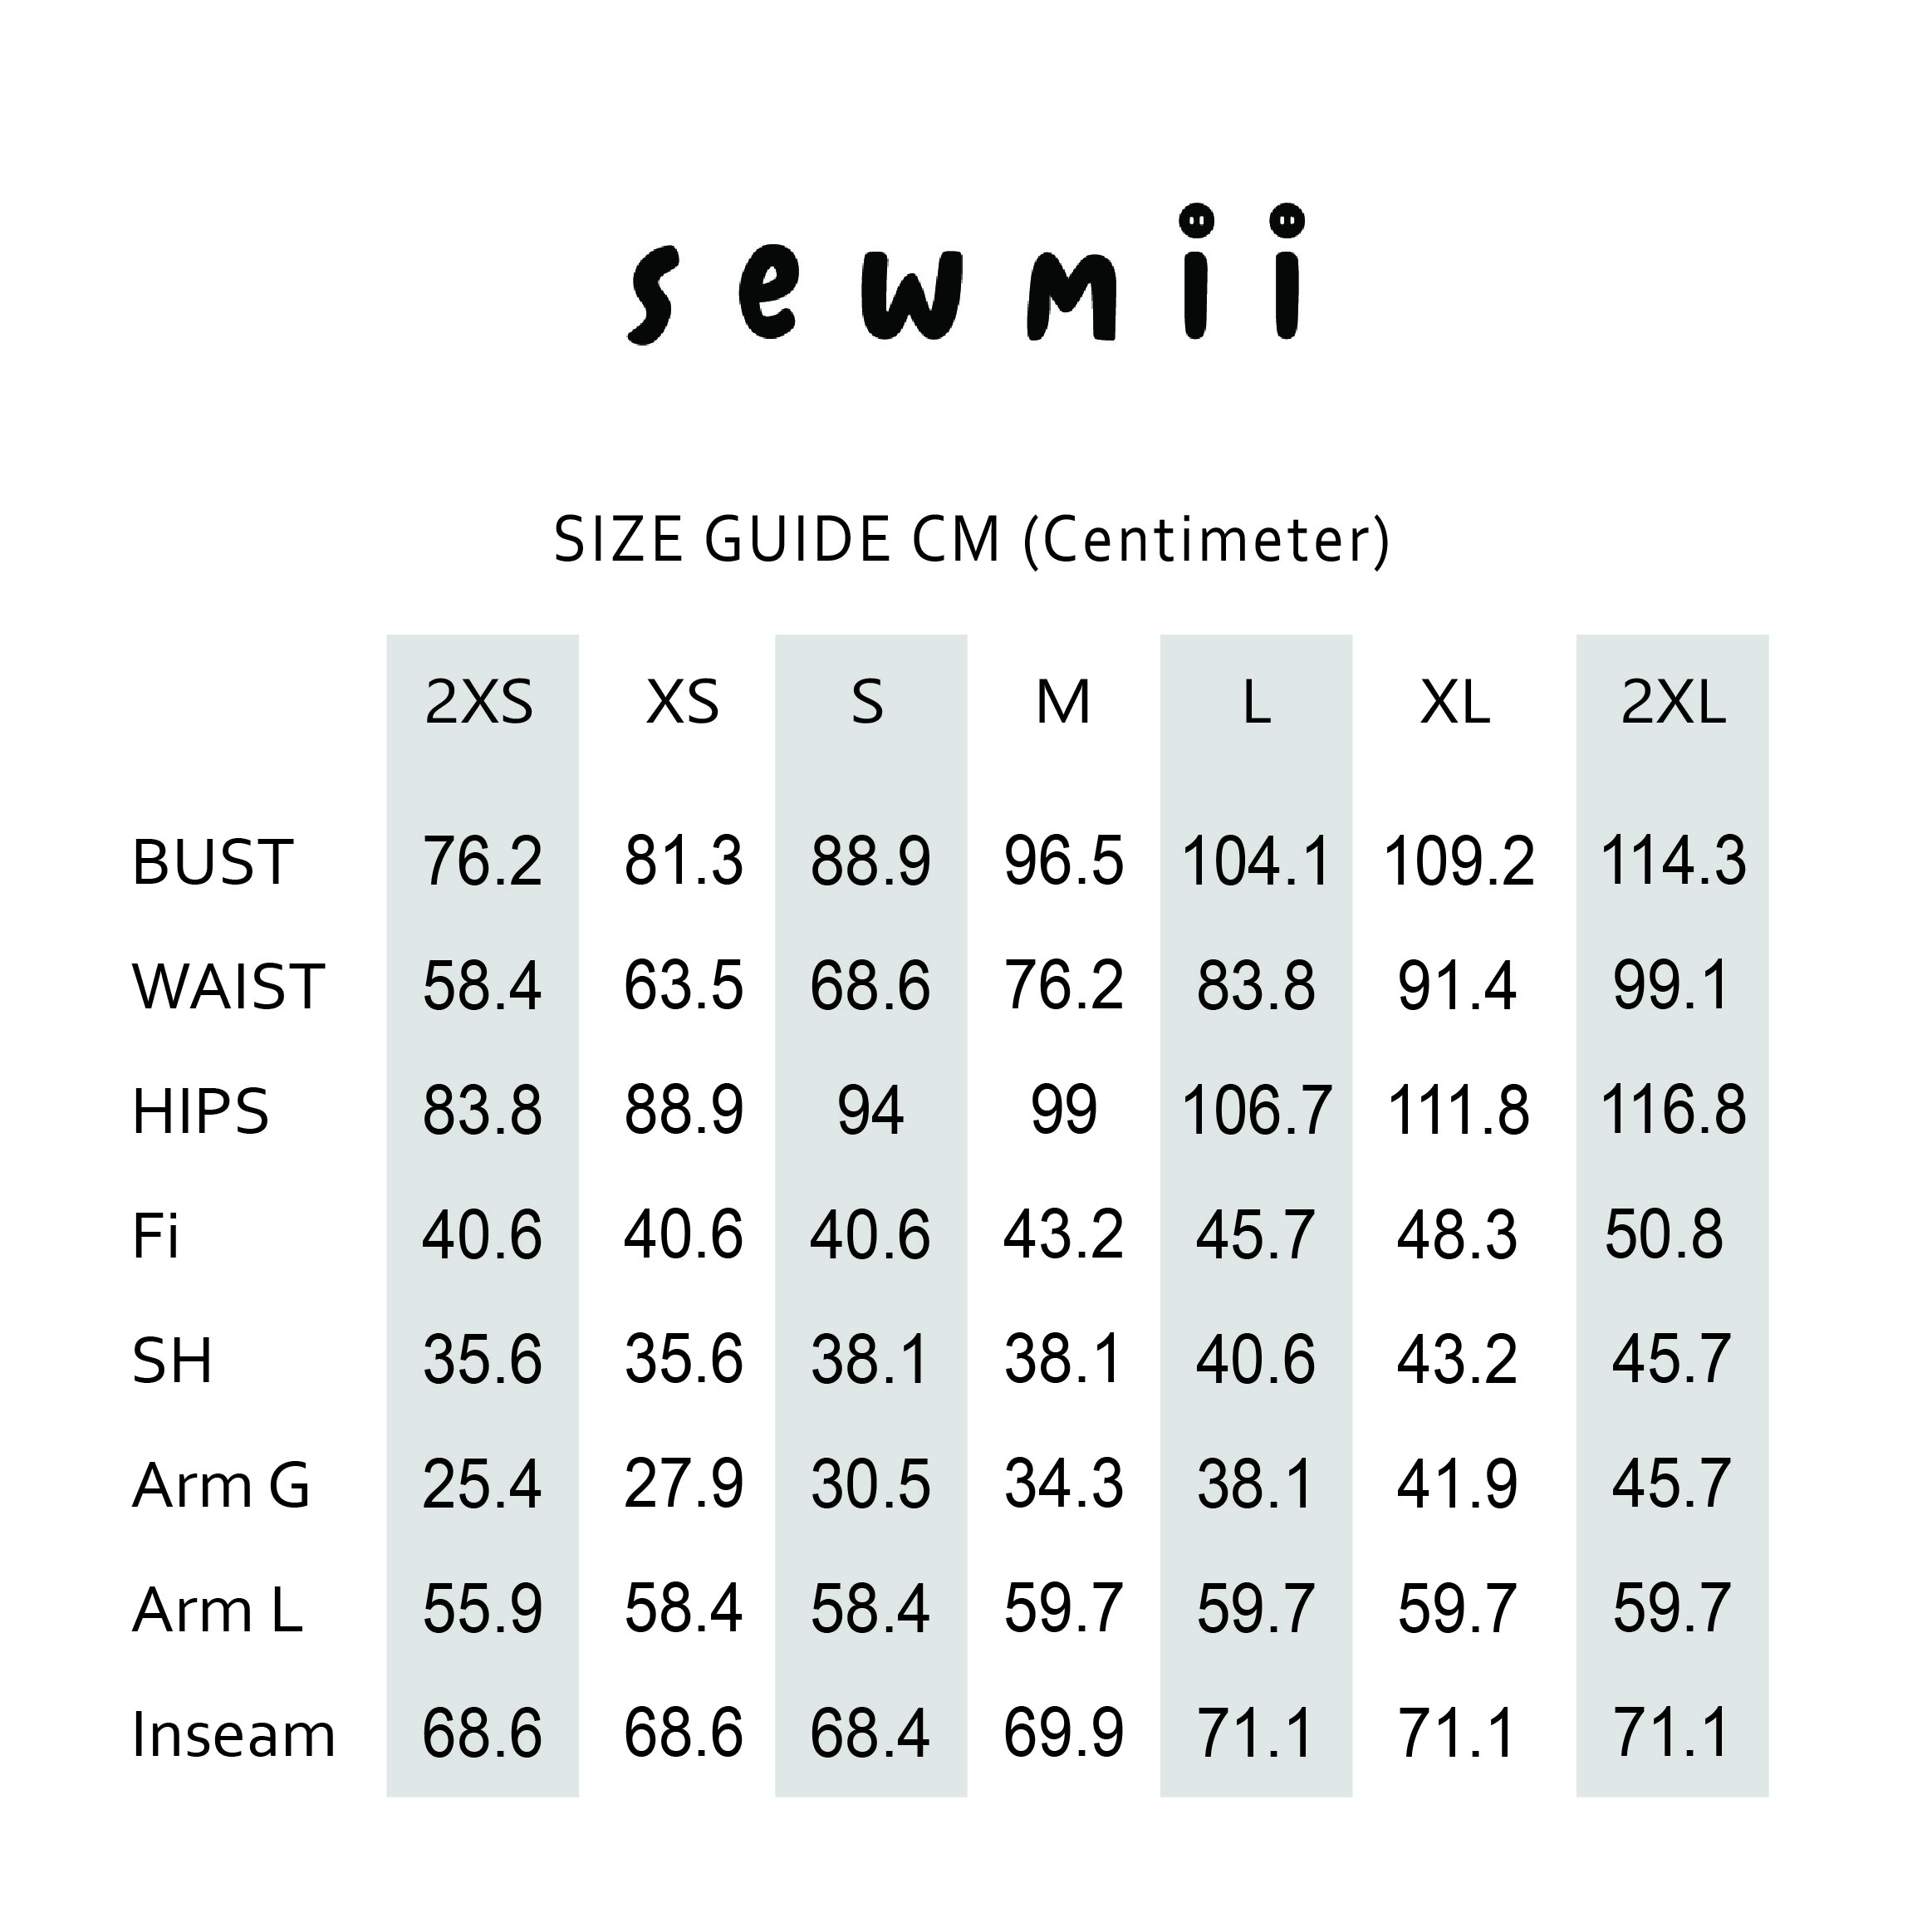 sewmii
SIZE GUIDE CM (Centimeter)
2XS XS S M L XL 2XL
BUST 76.2 81.3 88.9 96.5 104.1 109.2 114.3
WAIST 58.4 63.5 68.6 76.2 83.8 91.4 99.1
HIPS 83.8 88.9 94 99 106.7 111.8 116.8
Fi 40.6 40.6 40.6 43.2 45.7 48.3 50.8
SH 35.6 35.6 38.1 38.1 40.6 43.2 45.7
Arm G 25.4 27.9 30.5 34.3 38.1 41.9 45.7
Arm L 55.9 58.4 58.4 59.7 59.7 59.7 59.7
Inseam 68.6 68.6 68.4 69.9 71.1 71.1 71.1